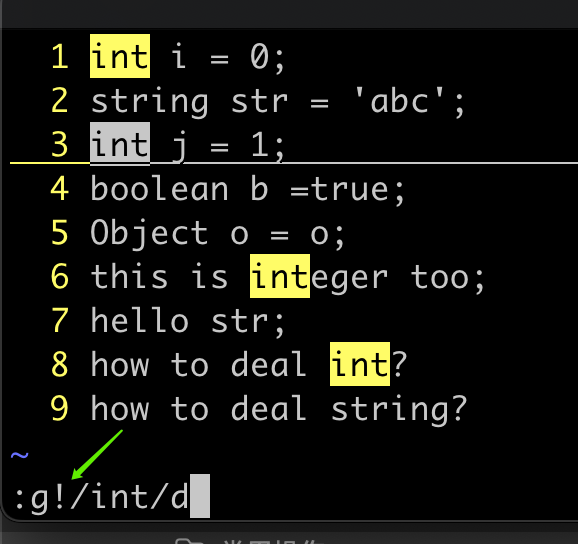 1 int i = 0;
2 string str = 'abc';
3 int j = 1;
4 boolean b =true;
5 Object o = o;
6 this is integer too;
7 hello str;
8 how to deal int?
9 how to deal string?
~
:g!/int/d